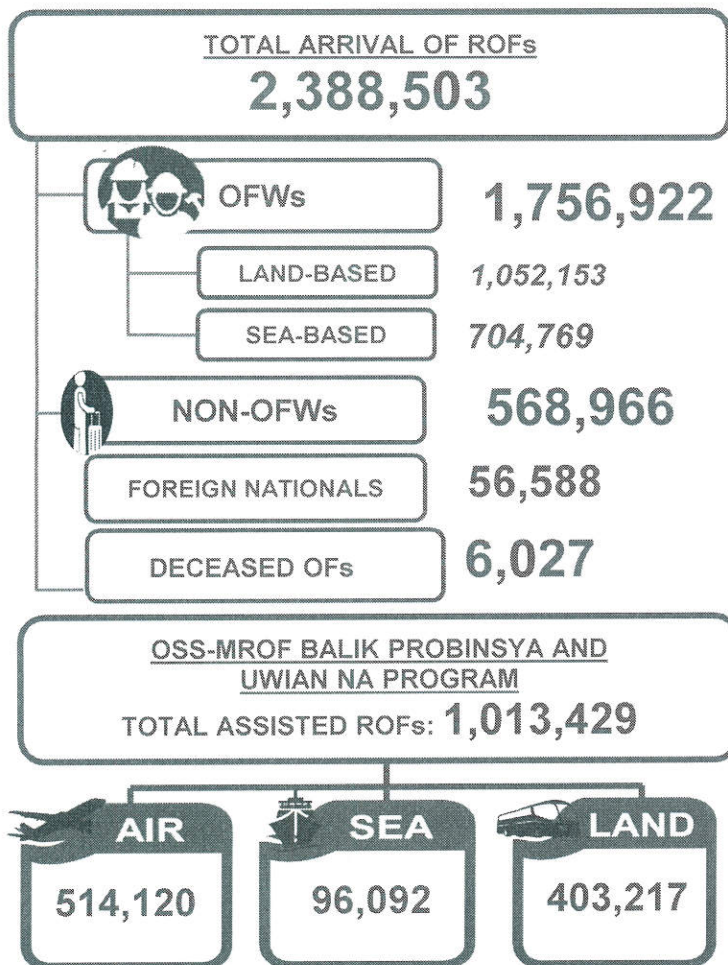 TOTAL ARRIVAL OF ROFs
2,388,503
OFWs 1,756,922
LAND-BASED 1,052,153
SEA-BASED 704,769
NON-OFWs 568,966
FOREIGN NATIONALS 56,588
DECEASED OFs 6,027
OSS-MROF BALIK PROBINSYA AND
UWIAN NA PROGRAM
TOTAL ASSISTED ROFs: 1,013,429
AIR SEA LAND
514,120 96,092 403,217